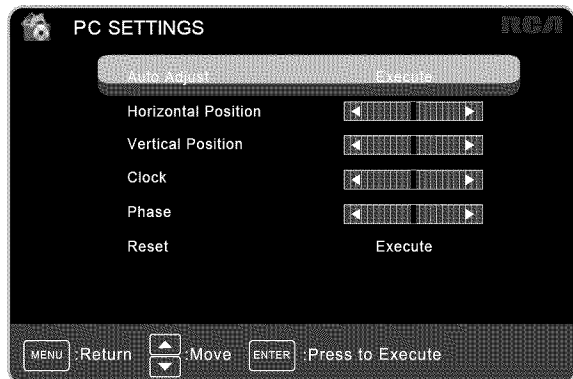 PC SETTINGS RCA
Auto Adjust Execute
Horizontal Position
Vertical Position
Clock
Phase
Reset Execute
MENU :Return :Move ENTER :Press to Execute